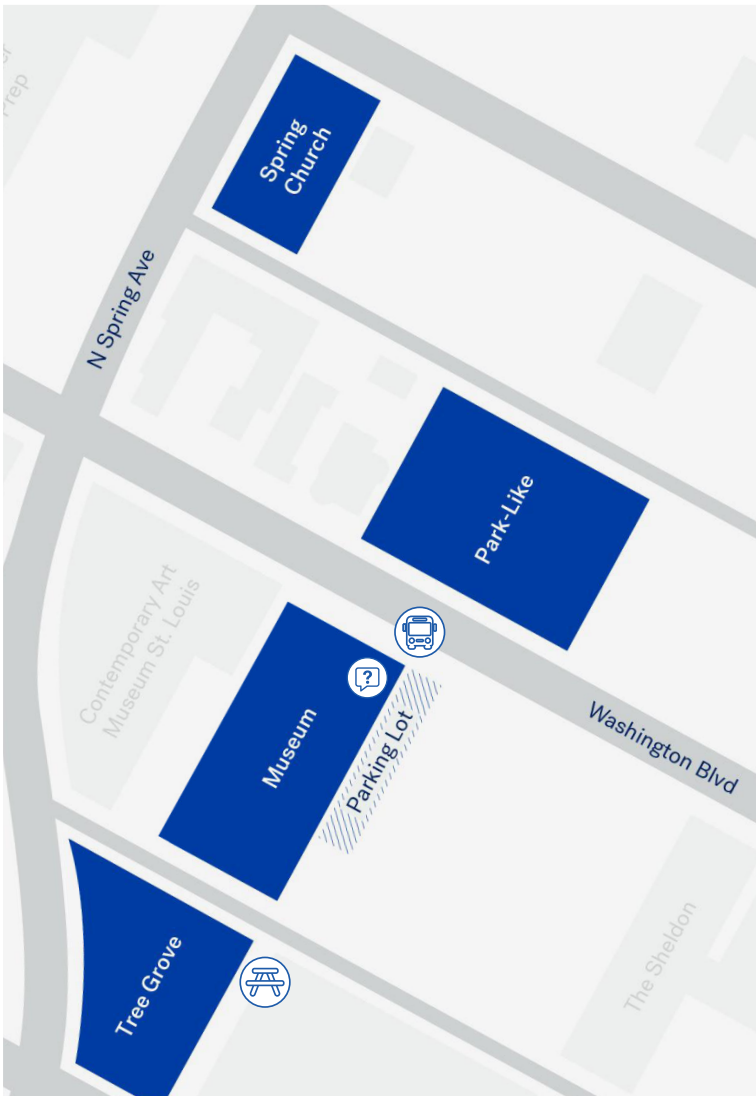 Prep
Spring
Church
N Spring Ave
Park-Like
Contemporary Art
Museum St. Louis
?
Museum
Parking Lot
Washington Blvd
The Sheldon
Tree Grove